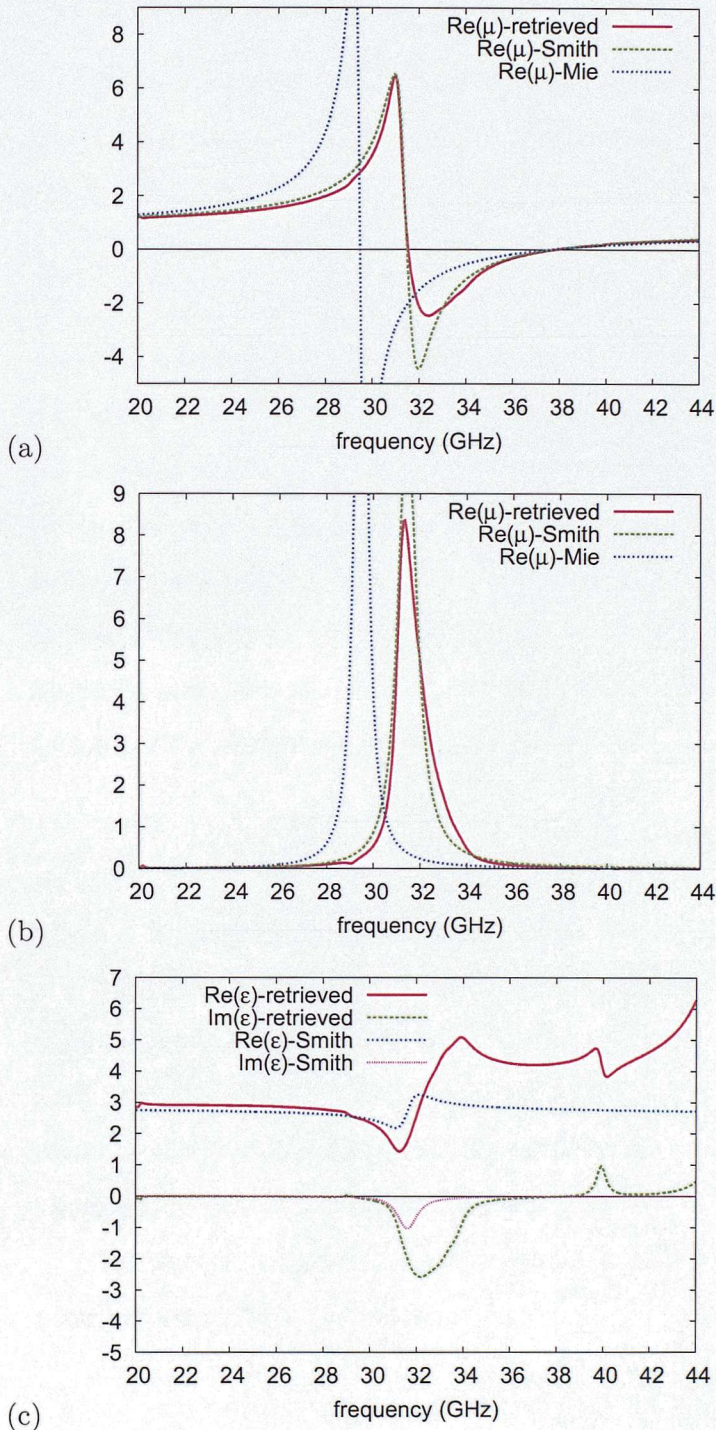 8
6
4
2
0
-2
-4
Re(μ)-retrieved
Re(μ)-Smith
Re(μ)-Mie
20 22 24 26 28 30 32 34 36 38 40 42 44
frequency (GHz)
(a)
9
8
7
6
5
4
3
2
1
0
Re(μ)-retrieved
Re(μ)-Smith
Re(μ)-Mie
20 22 24 26 28 30 32 34 36 38 40 42 44
frequency (GHz)
(b)
7
6
5
4
3
2
1
0
-1
-2
-3
-4
-5
Re(ε)-retrieved
Im(ε)-retrieved
Re(ε)-Smith
Im(ε)-Smith
20 22 24 26 28 30 32 34 36 38 40 42 44
frequency (GHz)
(c)